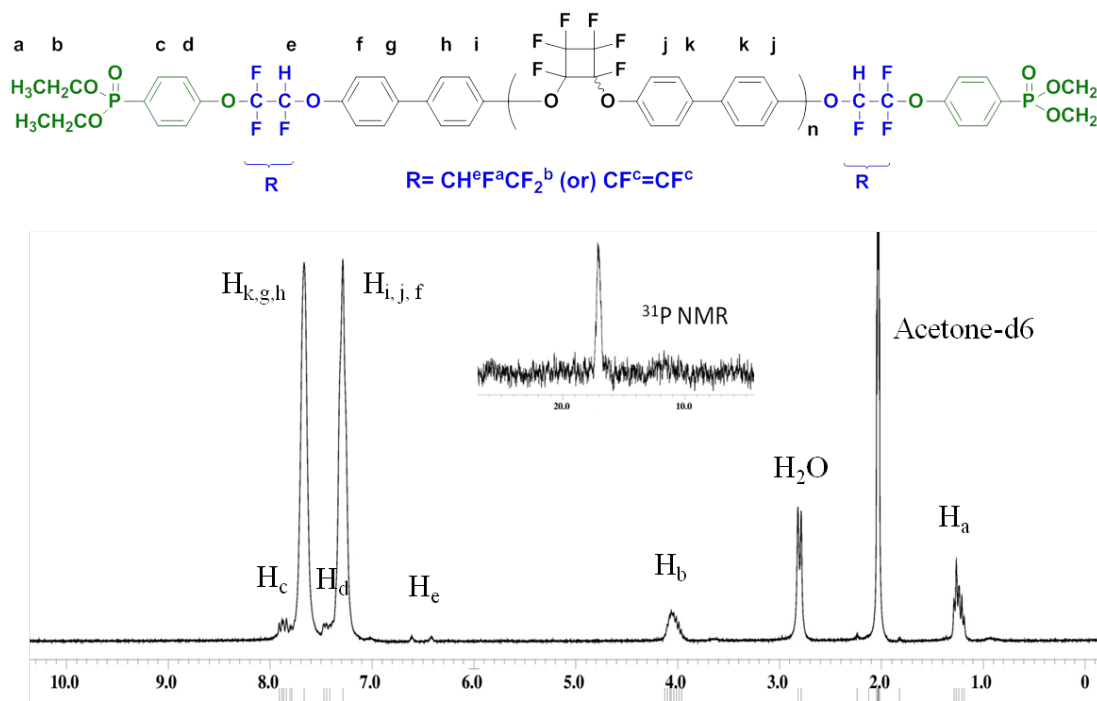 F F
a b c d e f g h i F F j k k j
F F
O F H F F H F O
H₃CH₂CO P O O O O O O P OCH₂
H₃CH₂CO F F n F F OCH₂
R R= CHᵉFᵃCF₂ᵇ (or) CFᶜ=CFᶜ R
Hk,g,h Hi, j, f
³¹P NMR
Acetone-d6
20.0 10.0
H₂O
Ha
Hc Hd He Hb
10.0 9.0 8.0 7.0 6.0 5.0 4.0 3.0 2.0 1.0 0